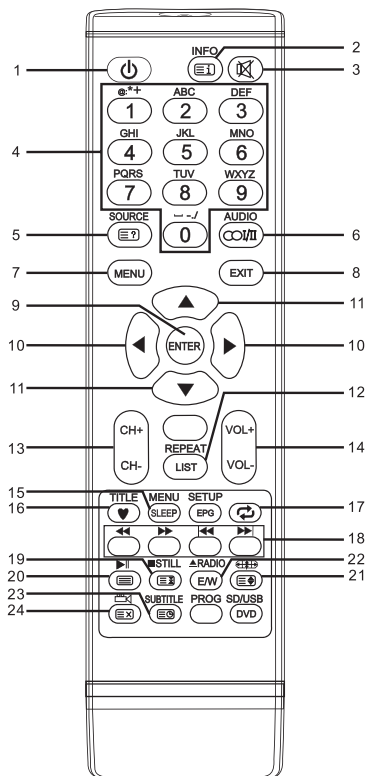 INFO
2
1
3
@:*+ ABC DEF
1 2 3
GHI JKL MNO
4
4 5 6
PQRS TUV WXYZ
7 8 9
SOURCE ⎵ -./ AUDIO
5
?
0
I/II
6
7
MENU
EXIT
8
9
11
10
ENTER
10
11
12
13
CH+
VOL+
14
REPEAT
CH-
LIST
VOL-
15
TITLE MENU SETUP
16
SLEEP
EPG
17
18
19
STILL RADIO
22
20
E/W
21
23
SUBTITLE PROG SD/USB
24
DVD